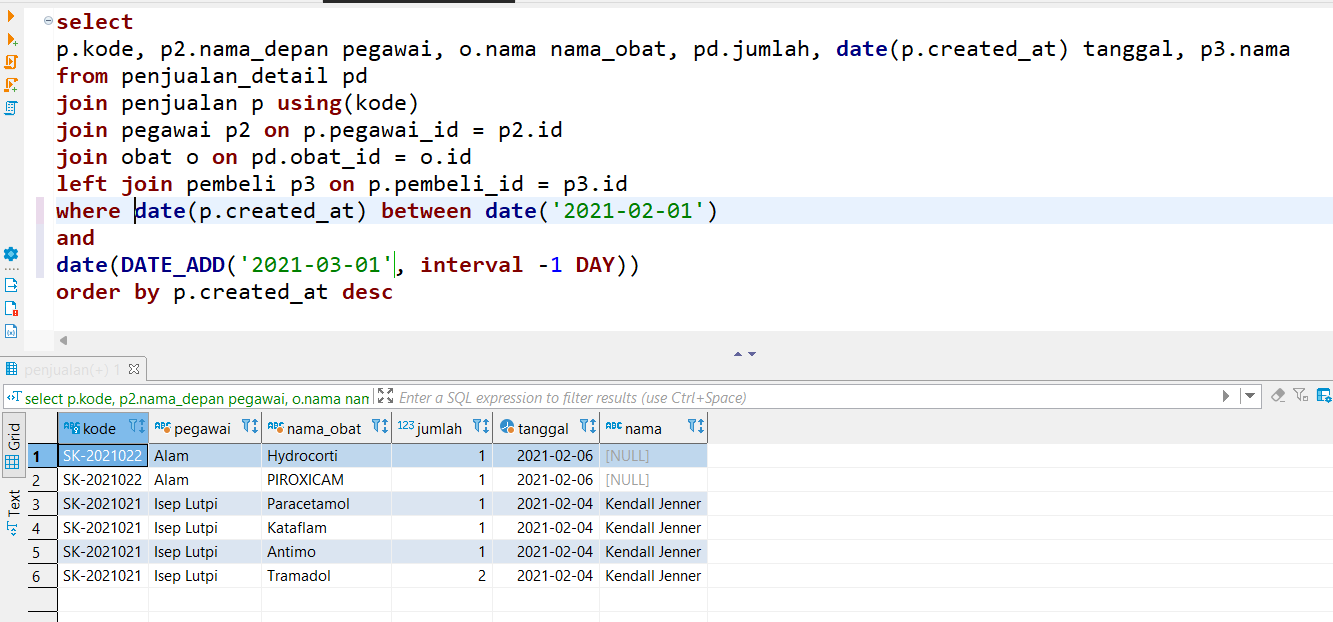 select
p.kode, p2.nama_depan pegawai, o.nama nama_obat, pd.jumlah, date(p.created_at) tanggal, p3.nama
from penjualan_detail pd
join penjualan p using(kode)
join pegawai p2 on p.pegawai_id = p2.id
join obat o on pd.obat_id = o.id
left join pembeli p3 on p.pembeli_id = p3.id
where date(p.created_at) between date('2021-02-01')
and
date(DATE_ADD('2021-03-01', interval -1 DAY))
order by p.created_at desc
penjualan(+) 1
select p.kode, p2.nama_depan pegawai, o.nama nam Enter a SQL expression to filter results (use Ctrl+Space)
Grid
Text
kode pegawai nama_obat 123 jumlah tanggal ABC nama
1 SK-2021022 Alam Hydrocorti 1 2021-02-06 [NULL]
2 SK-2021022 Alam PIROXICAM 1 2021-02-06 [NULL]
3 SK-2021021 Isep Lutpi Paracetamol 1 2021-02-04 Kendall Jenner
4 SK-2021021 Isep Lutpi Kataflam 1 2021-02-04 Kendall Jenner
5 SK-2021021 Isep Lutpi Antimo 1 2021-02-04 Kendall Jenner
6 SK-2021021 Isep Lutpi Tramadol 2 2021-02-04 Kendall Jenner